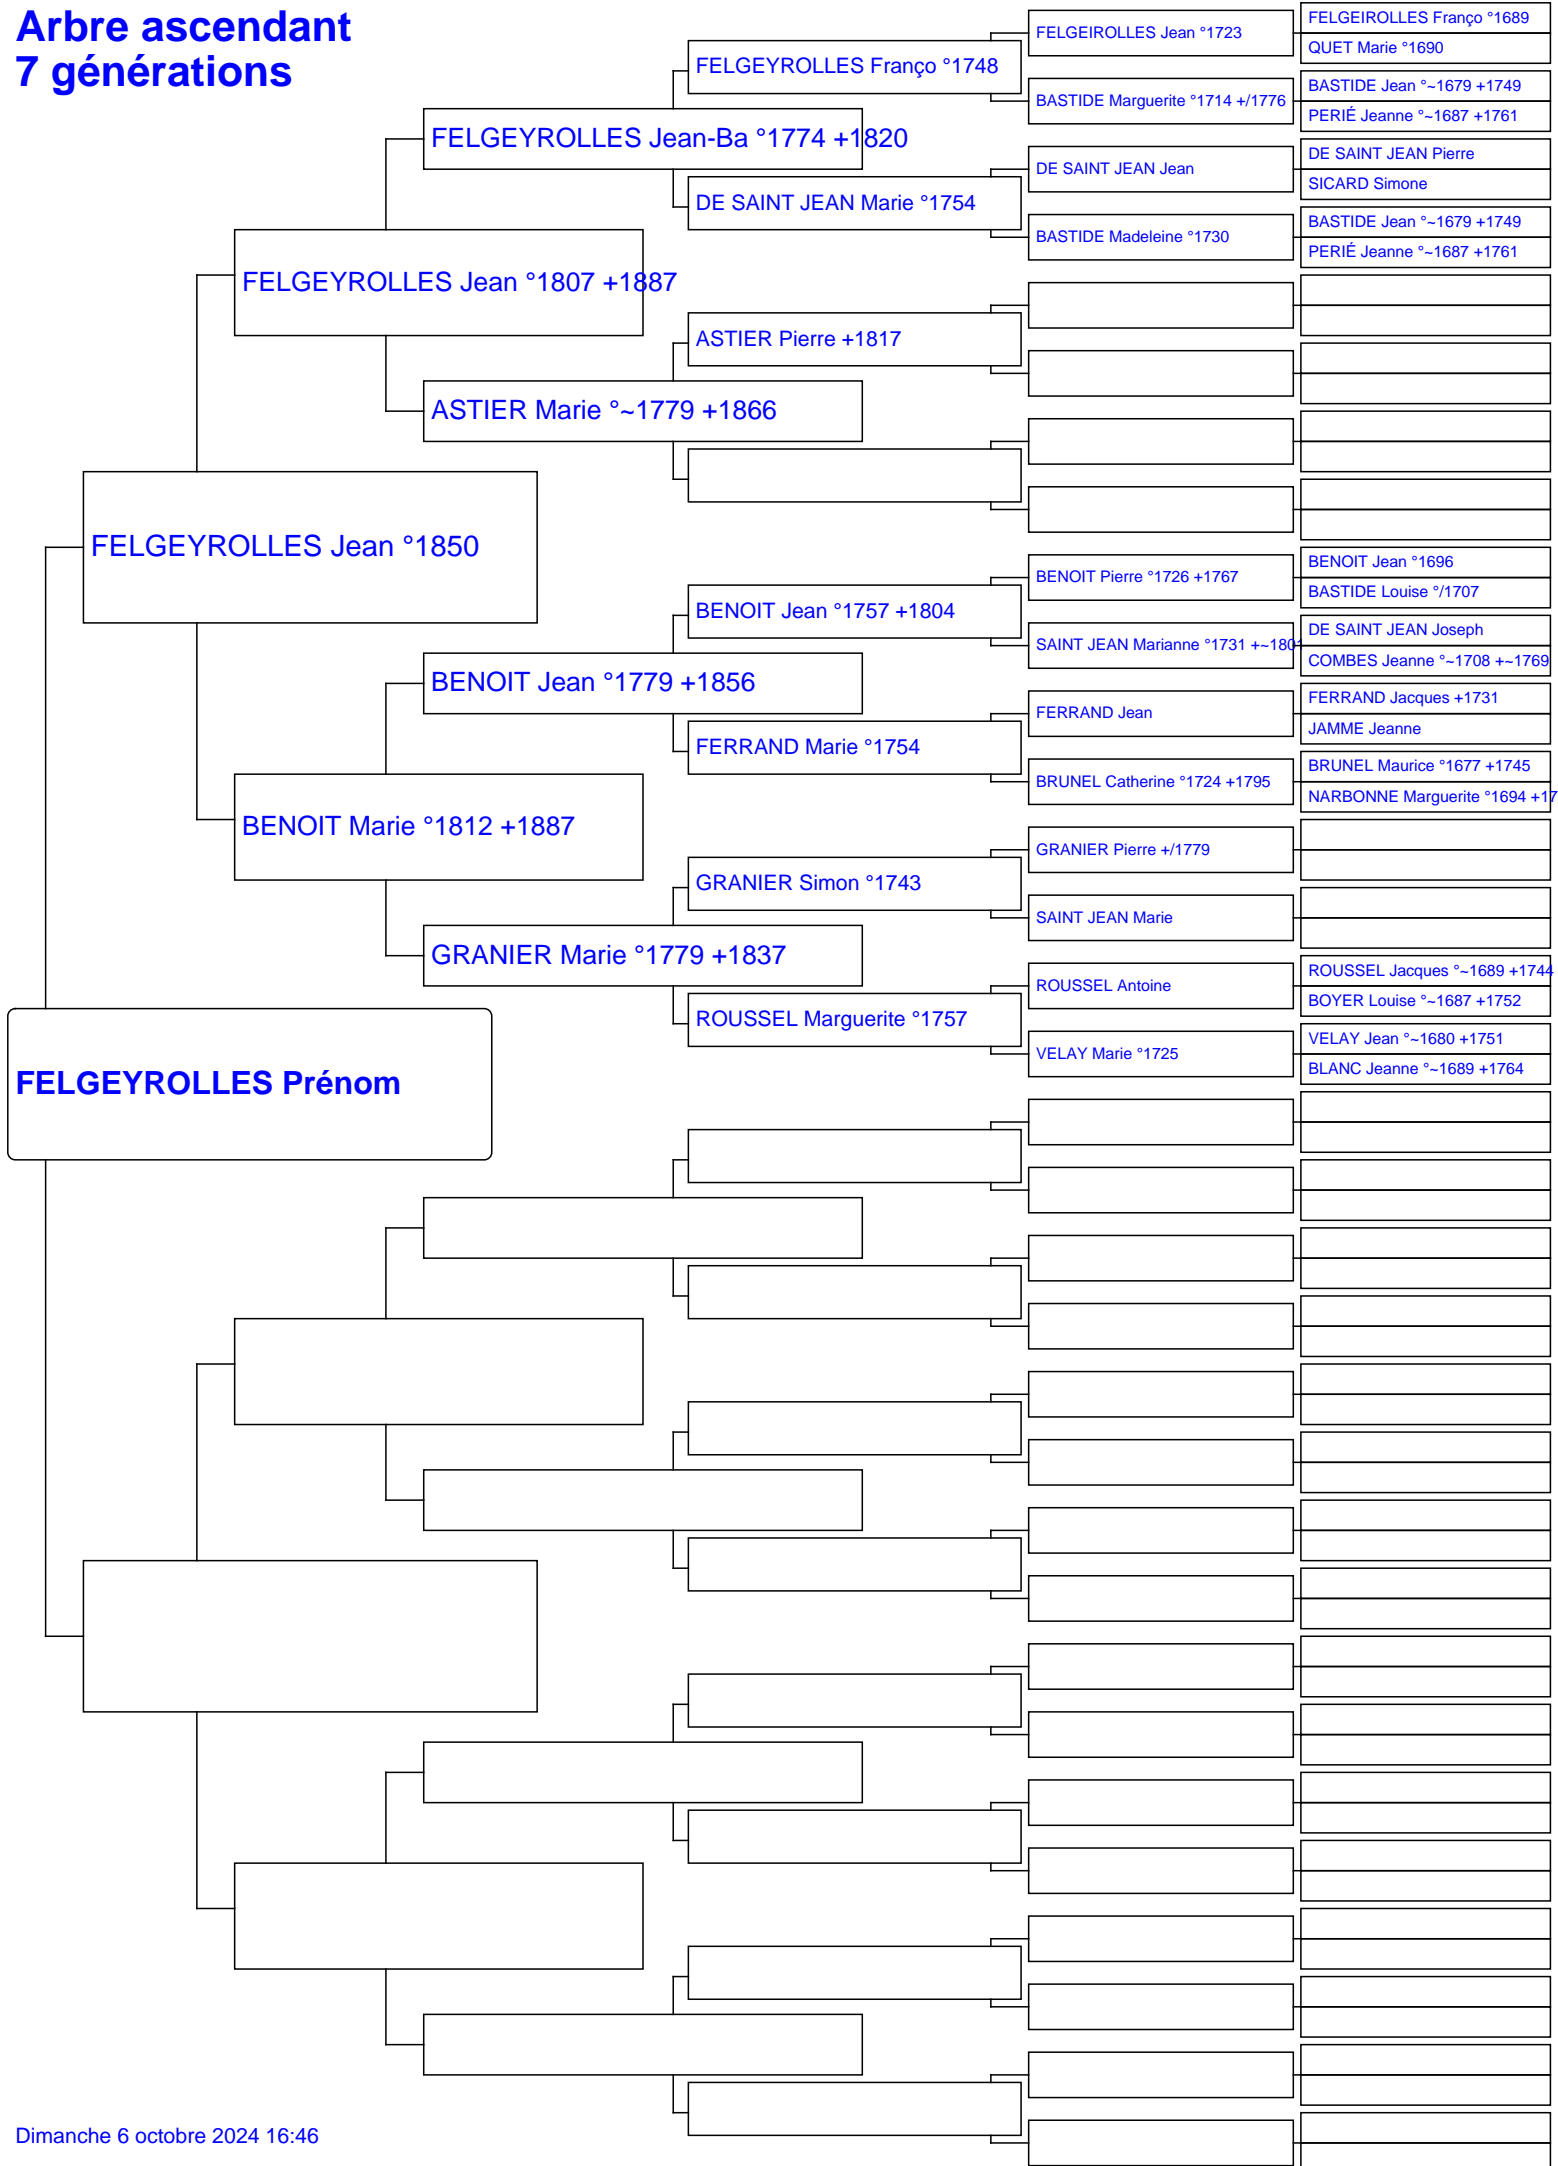 Arbre ascendant
7 générations
FELGEYROLLES Prénom
FELGEYROLLES Jean °1850
FELGEYROLLES Jean °1807 +1887
BENOIT Marie °1812 +1887
FELGEYROLLES Jean-Ba °1774 +1820
ASTIER Marie °~1779 +1866
BENOIT Jean °1779 +1856
GRANIER Marie °1779 +1837
FELGEYROLLES Franço °1748
DE SAINT JEAN Marie °1754
ASTIER Pierre +1817
BENOIT Jean °1757 +1804
FERRAND Marie °1754
GRANIER Simon °1743
ROUSSEL Marguerite °1757
FELGEIROLLES Jean °1723
BASTIDE Marguerite °1714 +/1776
DE SAINT JEAN Jean
BASTIDE Madeleine °1730
BENOIT Pierre °1726 +1767
SAINT JEAN Marianne °1731 +~1801
FERRAND Jean
BRUNEL Catherine °1724 +1795
GRANIER Pierre +/1779
SAINT JEAN Marie
ROUSSEL Antoine
VELAY Marie °1725
FELGEIROLLES Franço °1689
QUET Marie °1690
BASTIDE Jean °~1679 +1749
PERIÉ Jeanne °~1687 +1761
DE SAINT JEAN Pierre
SICARD Simone
BASTIDE Jean °~1679 +1749
PERIÉ Jeanne °~1687 +1761
BENOIT Jean °1696
BASTIDE Louise °/1707
DE SAINT JEAN Joseph
COMBES Jeanne °~1708 +~1769
FERRAND Jacques +1731
JAMME Jeanne
BRUNEL Maurice °1677 +1745
NARBONNE Marguerite °1694 +17
ROUSSEL Jacques °~1689 +1744
BOYER Louise °~1687 +1752
VELAY Jean °~1680 +1751
BLANC Jeanne °~1689 +1764
Dimanche 6 octobre 2024 16:46